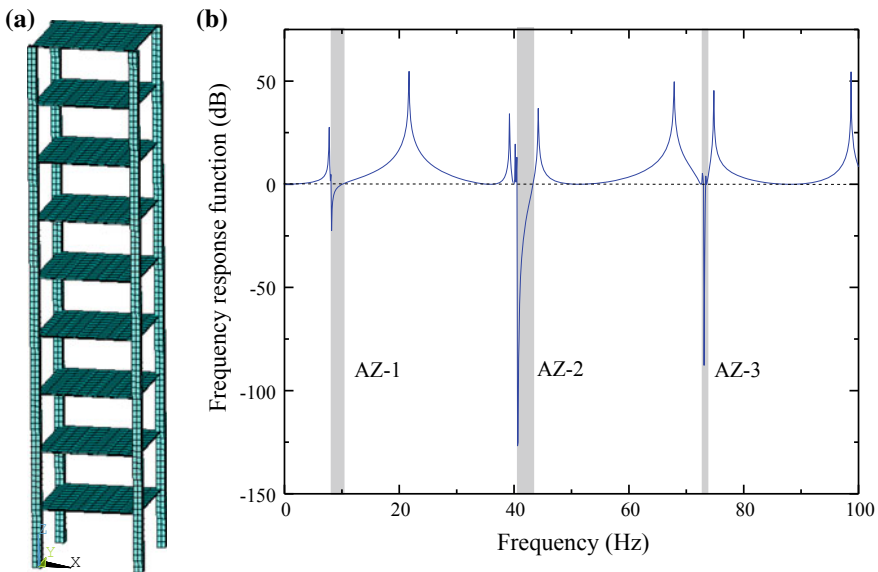 (a)
(b)
Z
Y
X
Frequency response function (dB)
50
0
-50
-100
-150
AZ-1
AZ-2
AZ-3
0
20
40
60
80
100
Frequency (Hz)